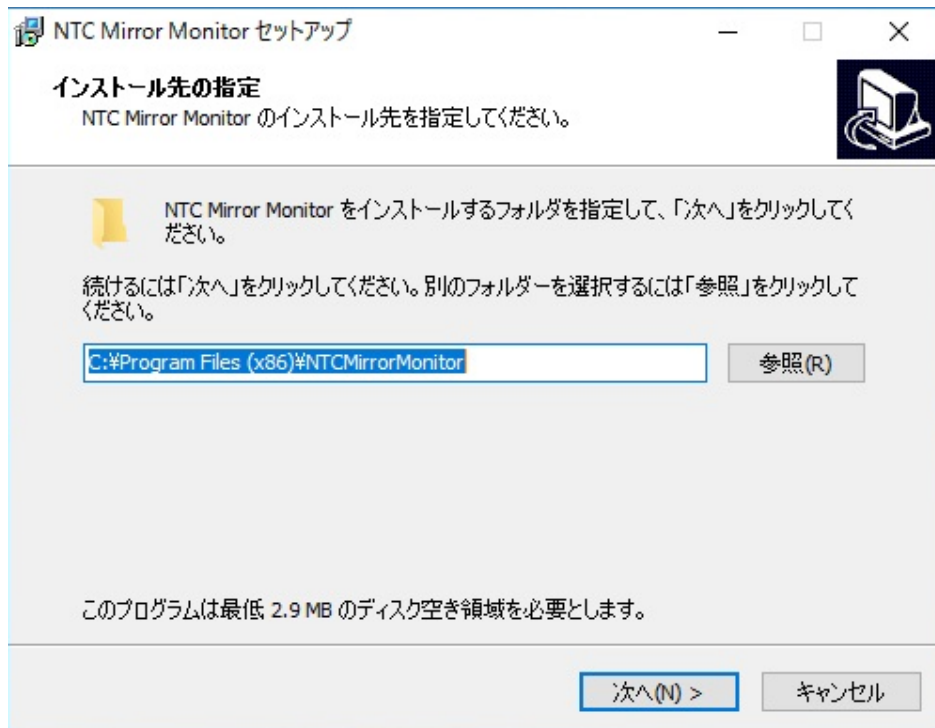 NTC Mirror Monitor セットアップ
インストール先の指定
NTC Mirror Monitor のインストール先を指定してください。
NTC Mirror Monitor をインストールするフォルダを指定して、「次へ」をクリックしてく
ださい。
続けるには「次へ」をクリックしてください。別のフォルダーを選択するには「参照」をクリックして
ください。
C:¥Program Files (x86)¥NTCMirrorMonitor
参照(R)
このプログラムは最低 2.9 MB のディスク空き領域を必要とします。
次へ(N) >
キャンセル